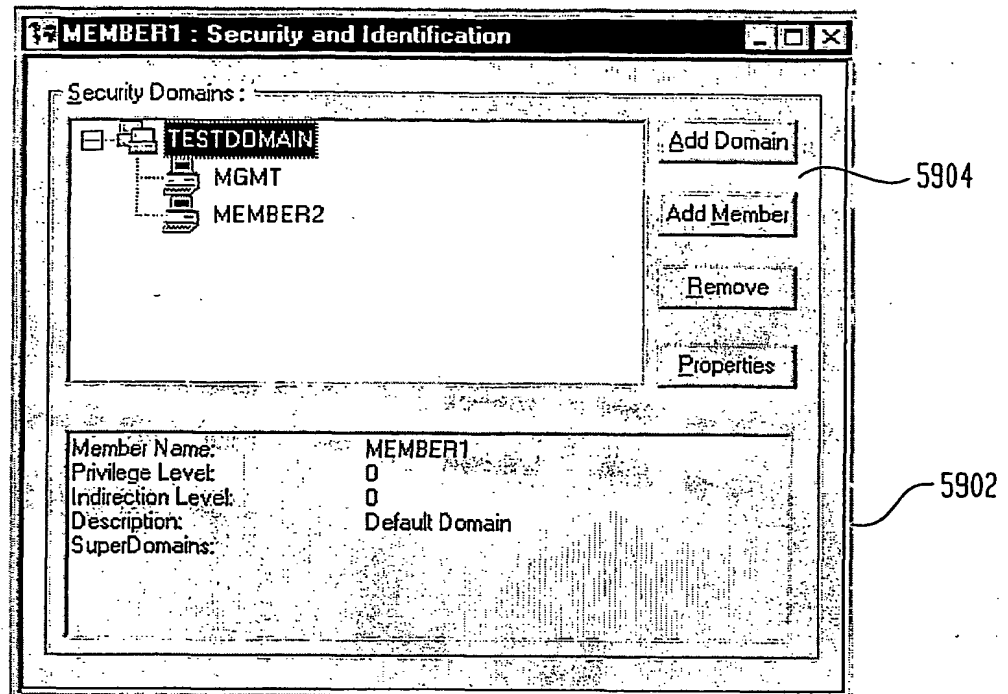 MEMBER1 : Security and Identification
Security Domains :
TESTDOMAIN
MGMT
MEMBER2
Add Domain
5904
Add Member
Remove
Properties
Member Name: MEMBER1
Privilege Level: 0
Indirection Level: 0
Description: Default Domain
SuperDomains:
5902